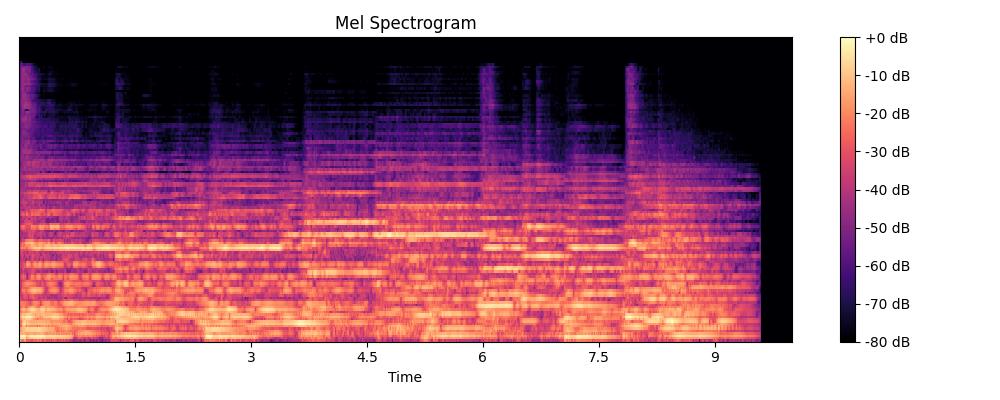 Mel Spectrogram
+0 dB
-10 dB
-20 dB
-30 dB
-40 dB
-50 dB
-60 dB
-70 dB
-80 dB
0 1.5 3 4.5 6 7.5 9
Time